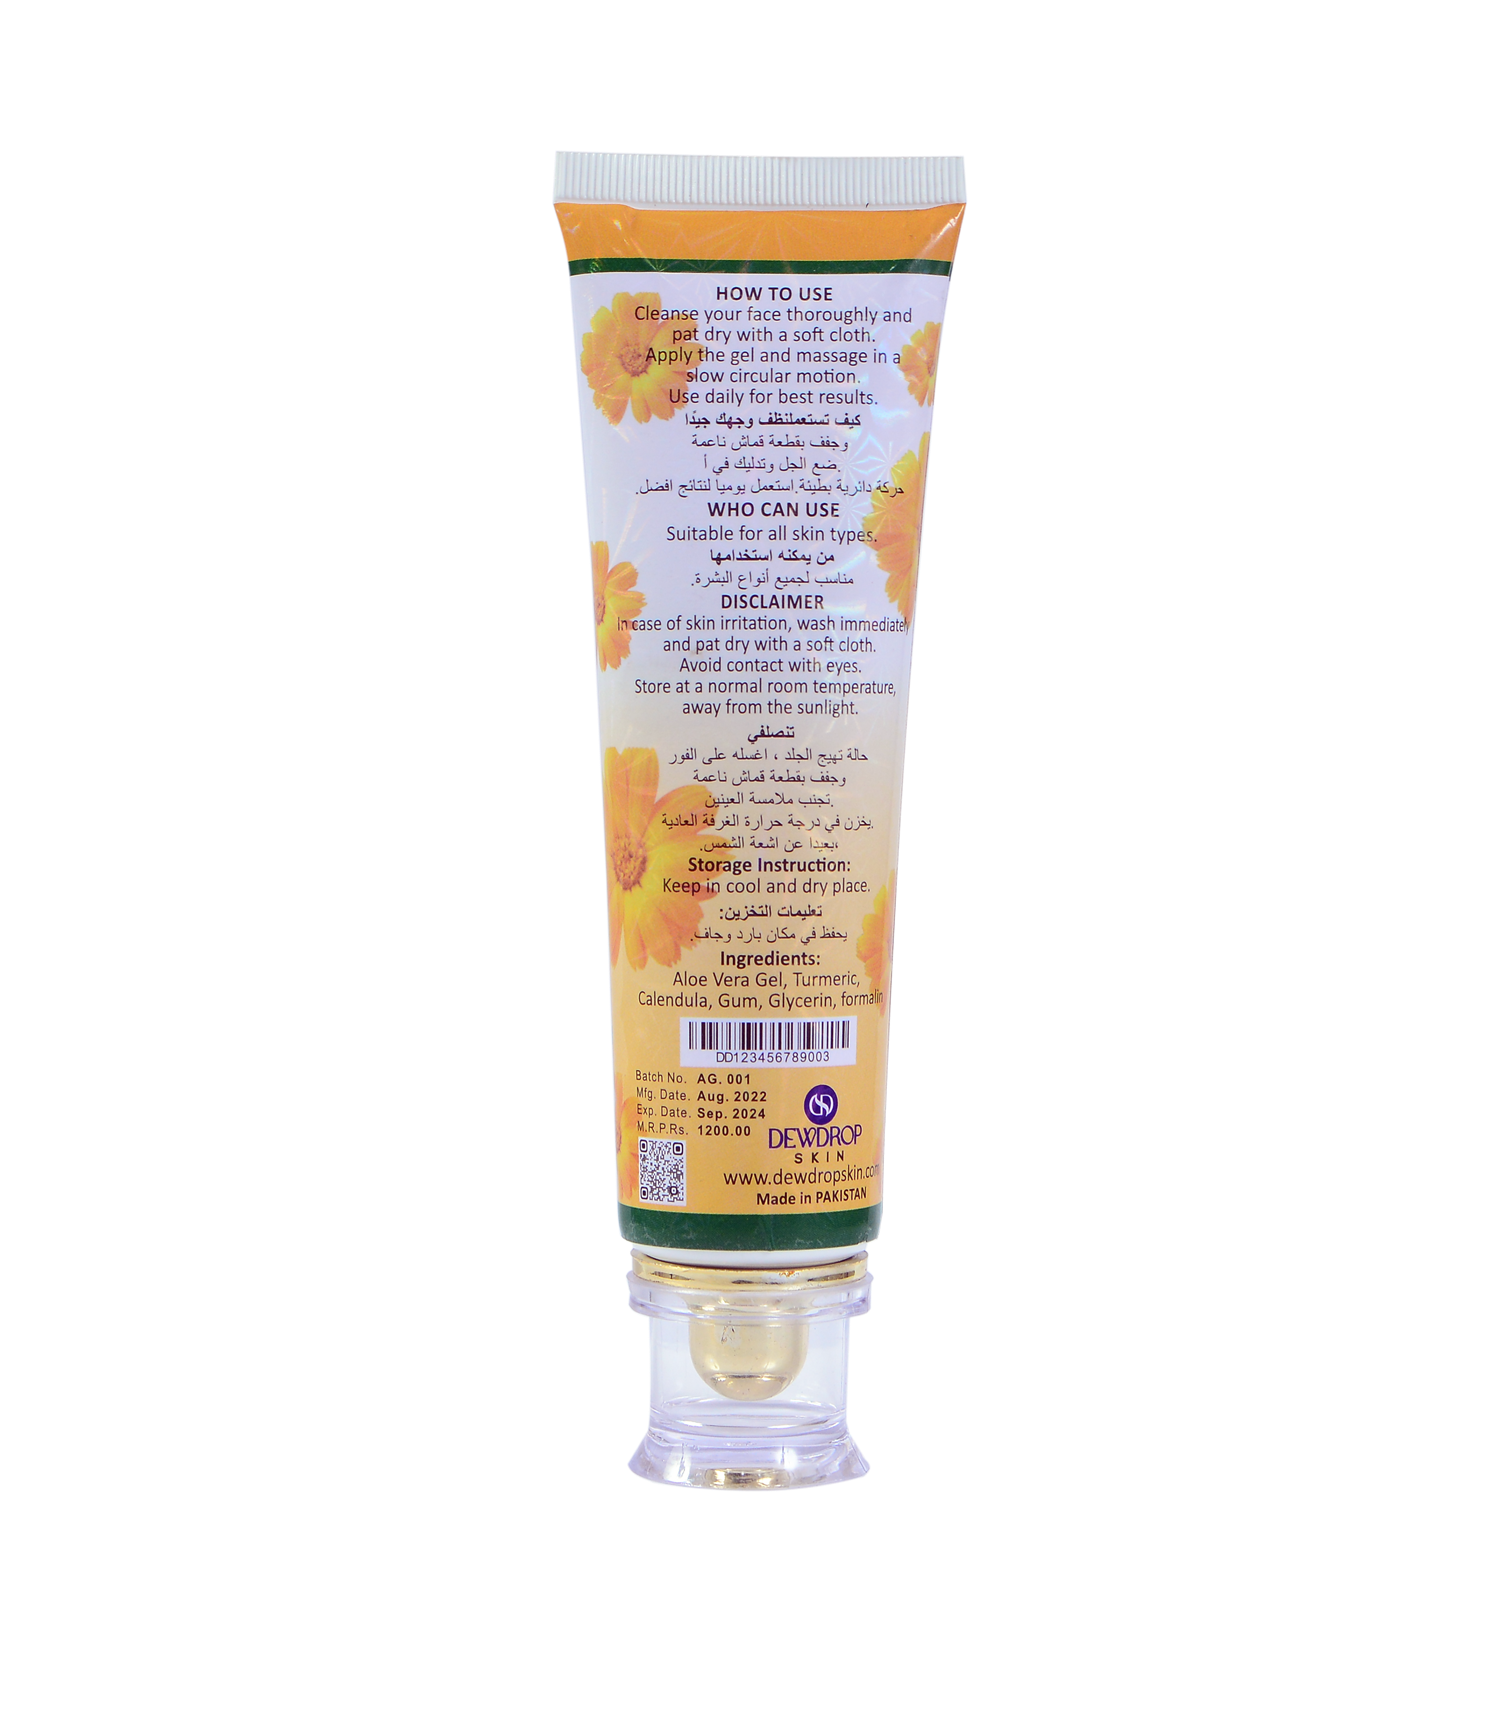 HOW TO USE
Cleanse your face thoroughly and
pat dry with a soft cloth.
Apply the gel and massage in a
slow circular motion.
Use daily for best results.
كيف تستعملنظف وجهك جيدًا
وجفف بقطعة قماش ناعمة
.ضع الجل وتدليك في أ
حركة دائرية بطيئة.استعمل يوميا لنتائج افضل.
WHO CAN USE
Suitable for all skin types.
من يمكنه استخدامها
مناسب لجميع أنواع البشرة.
DISCLAIMER
In case of skin irritation, wash immediately
and pat dry with a soft cloth.
Avoid contact with eyes.
Store at a normal room temperature,
away from the sunlight.
تنصلفي
حالة تهيج الجلد ، اغسله على الفور
وجفف بقطعة قماش ناعمة
.تجنب ملامسة العينين
.يخزن في درجة حرارة الغرفة العادية
،بعيدا عن اشعة الشمس.
Storage Instruction:
Keep in cool and dry place.
تعليمات التخزين:
يحفظ في مكان بارد وجاف.
Ingredients:
Aloe Vera Gel, Turmeric,
Calendula, Gum, Glycerin, formalin
DD123456789003
Batch No. AG. 001
Mfg. Date. Aug. 2022
Exp. Date. Sep. 2024
M.R.P.Rs. 1200.00
DEWDROP
SKIN
www.dewdropskin.com
Made in PAKISTAN